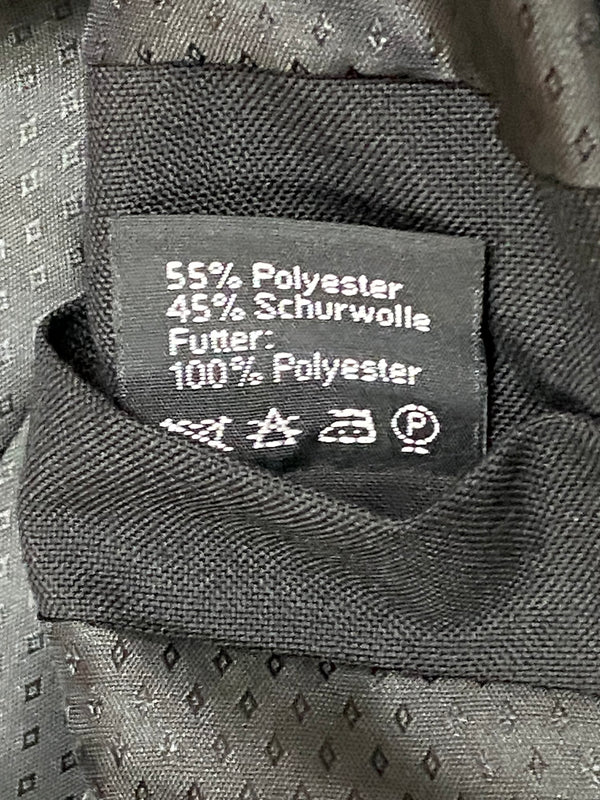 55% Polyester
45% Schurwolle
Futter:
100% Polyester
P